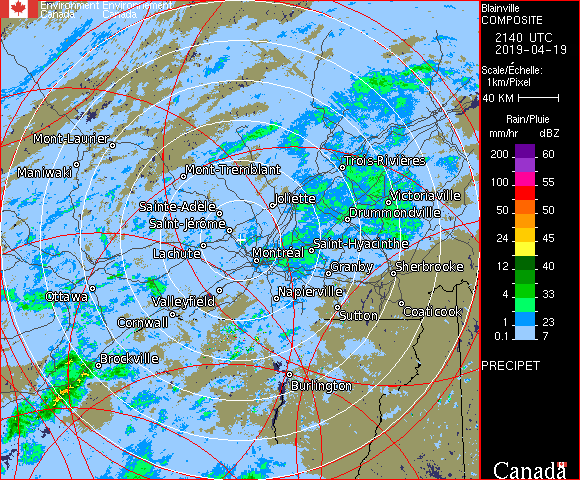 Environment Environnement
Canada Canada
Blainville
COMPOSITE
2140 UTC
2019-04-19
Scale/Échelle:
1km/Pixel
40 KM
Rain/Pluie
mm/hr dBZ
200 60
100 55
50 50
24 45
12 40
8 35
4 33
1 23
0.1 7
PRECIPET
Canada
Mont-Laurier
Maniwaki
Mont-Tremblant
Trois-Rivières
Sainte-Adèle
Joliette
Victoriaville
Saint-Jérôme
Drummondville
Lachute
Montréal
Saint-Hyacinthe
Granby
Sherbrooke
Ottawa
Valleyfield
Napierville
Cornwall
Sutton
Coaticook
Brockville
Burlington